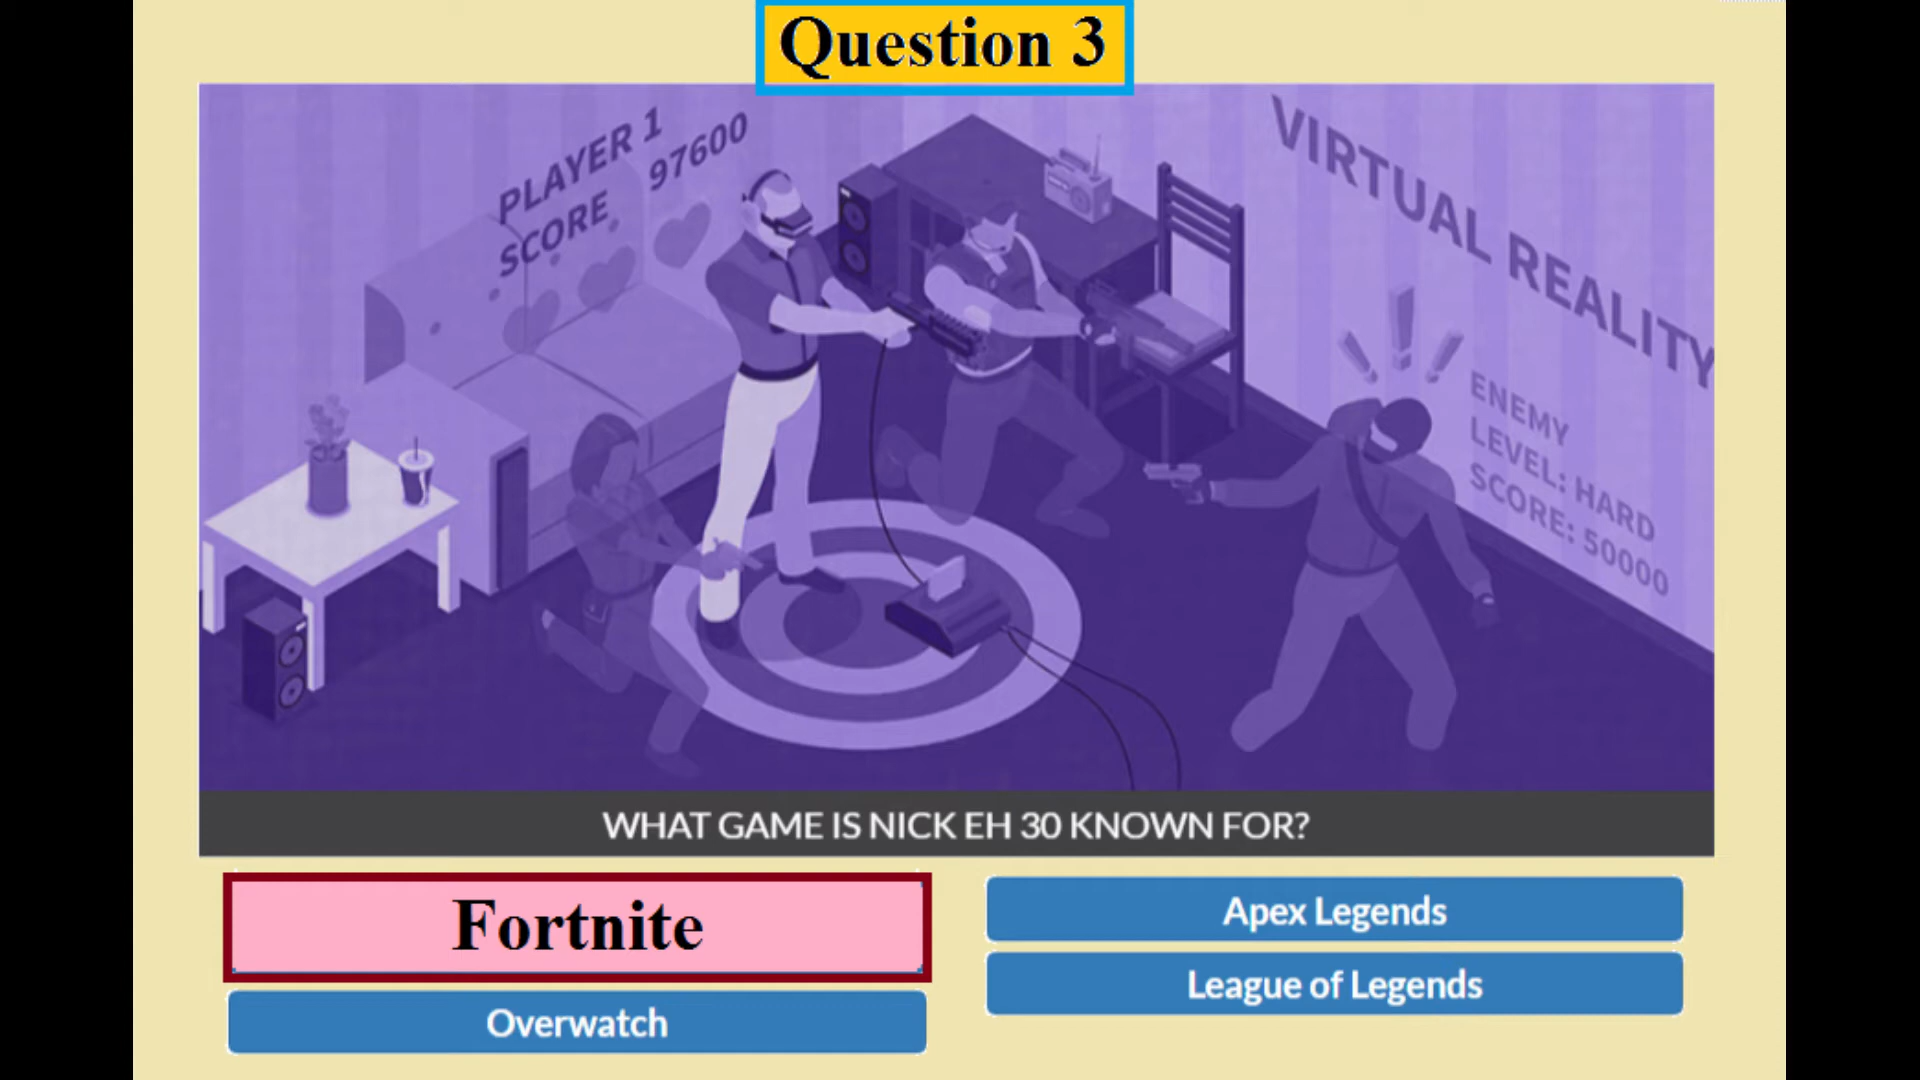 Question 3
PLAYER 1
SCORE 97600
VIRTUAL REALITY
ENEMY
LEVEL: HARD
SCORE: 50000
WHAT GAME IS NICK EH 30 KNOWN FOR?
Fortnite
Apex Legends
League of Legends
Overwatch